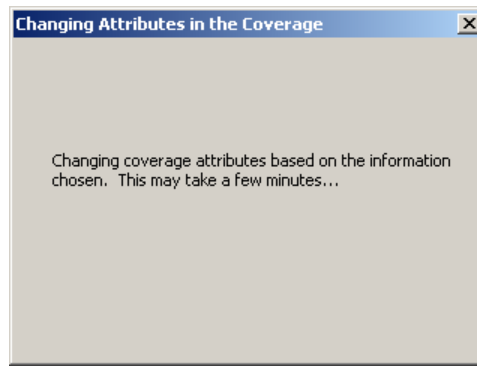 Changing Attributes in the Coverage
Changing coverage attributes based on the information
chosen.  This may take a few minutes...